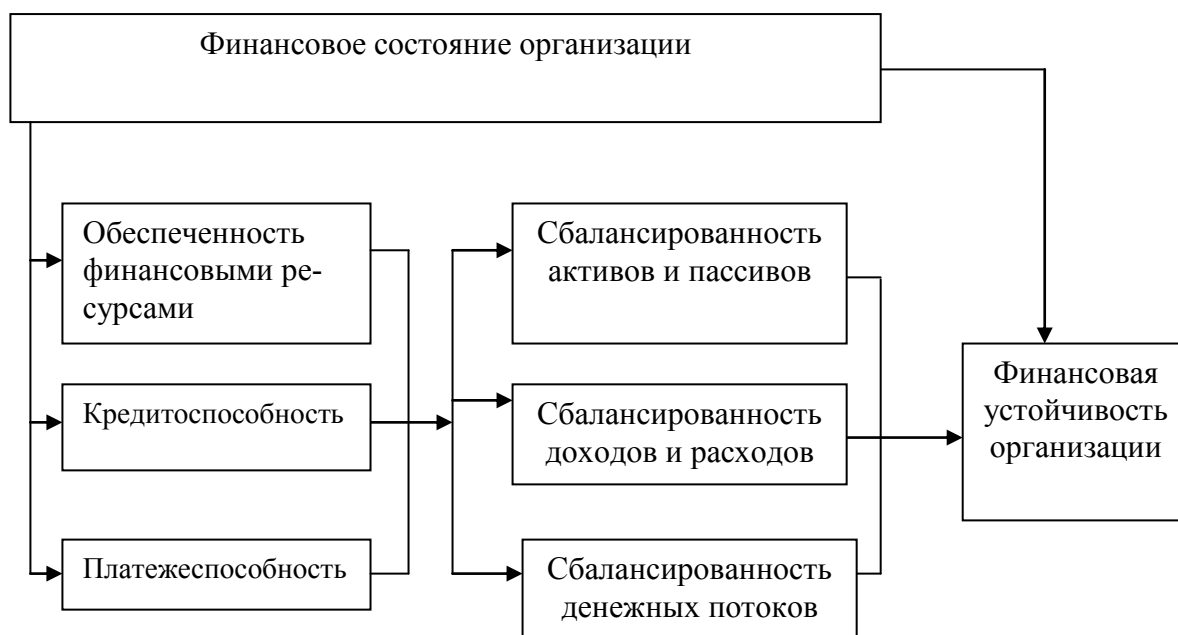 Финансовое состояние организации
Обеспеченность
финансовыми ре-
сурсами
Сбалансированность
активов и пассивов
Кредитоспособность
Сбалансированность
доходов и расходов
Финансовая
устойчивость
организации
Платежеспособность
Сбалансированность
денежных потоков